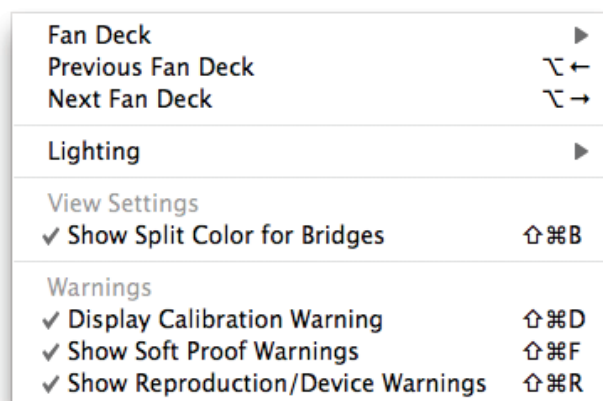 Fan Deck ▶
Previous Fan Deck ⌥←
Next Fan Deck ⌥→
Lighting ▶
View Settings
✓ Show Split Color for Bridges ⇧⌘B
Warnings
✓ Display Calibration Warning ⇧⌘D
✓ Show Soft Proof Warnings ⇧⌘F
✓ Show Reproduction/Device Warnings ⇧⌘R